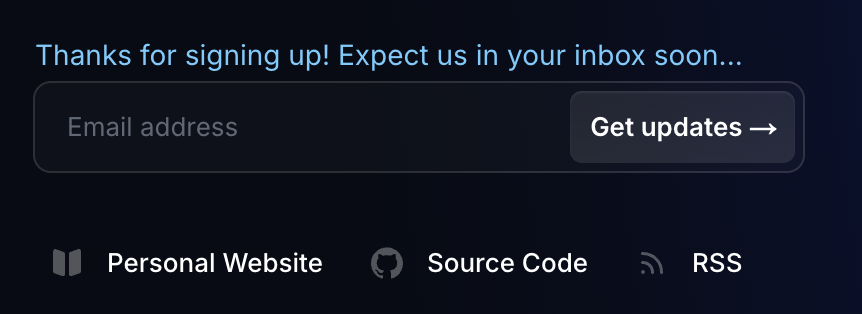 Thanks for signing up! Expect us in your inbox soon...
Email address
Get updates →
Personal Website
Source Code
RSS